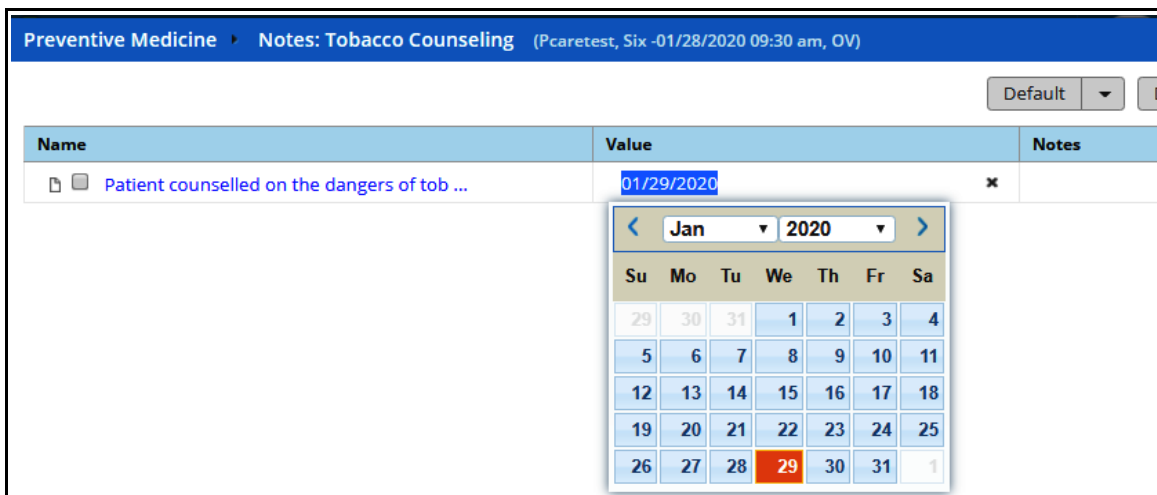 Preventive Medicine Notes: Tobacco Counseling (Pcaretest, Six -01/28/2020 09:30 am, OV)
Default
Name Value Notes
Patient counselled on the dangers of tob ... 01/29/2020
Jan 2020
Su Mo Tu We Th Fr Sa
29 30 31 1 2 3 4
5 6 7 8 9 10 11
12 13 14 15 16 17 18
19 20 21 22 23 24 25
26 27 28 29 30 31 1